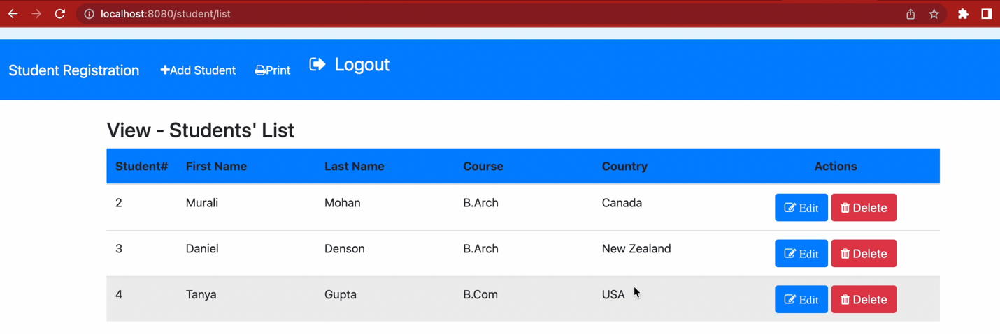 localhost:8080/student/list
Student Registration Add Student Print Logout
View - Students' List
Student# First Name Last Name Course Country Actions
2 Murali Mohan B.Arch Canada Edit Delete
3 Daniel Denson B.Arch New Zealand Edit Delete
4 Tanya Gupta B.Com USA Edit Delete